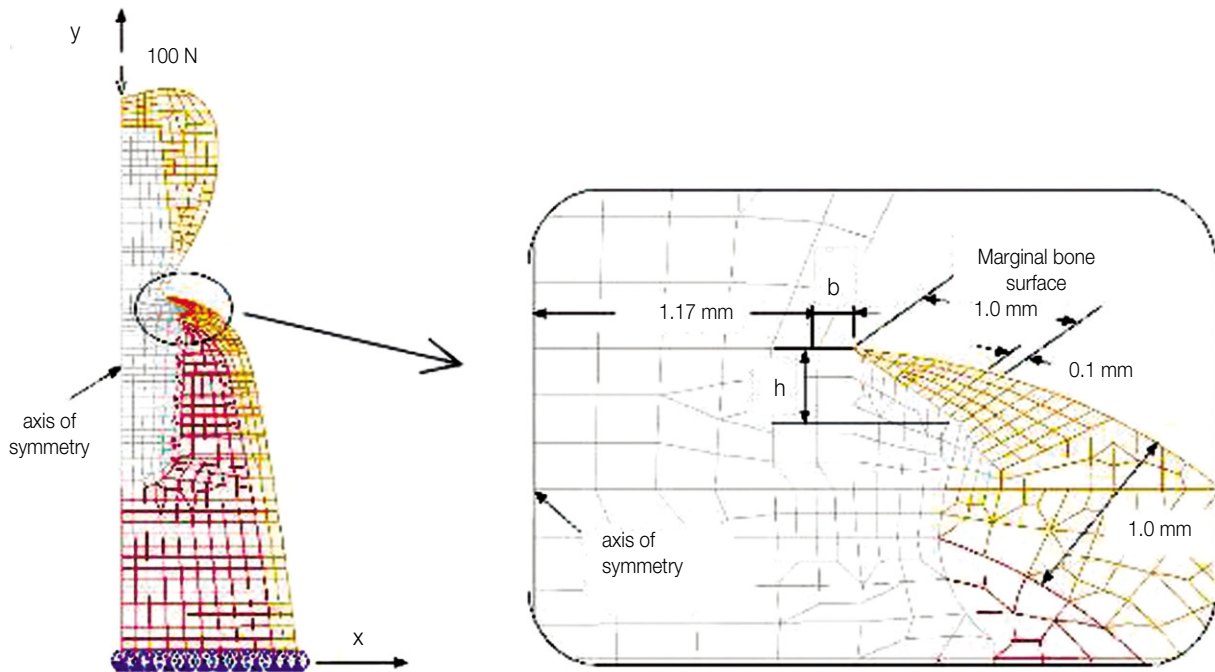 y
100 N
axis of
symmetry
x
1.17 mm
b
h
Marginal bone
surface
1.0 mm
0.1 mm
1.0 mm
axis of
symmetry